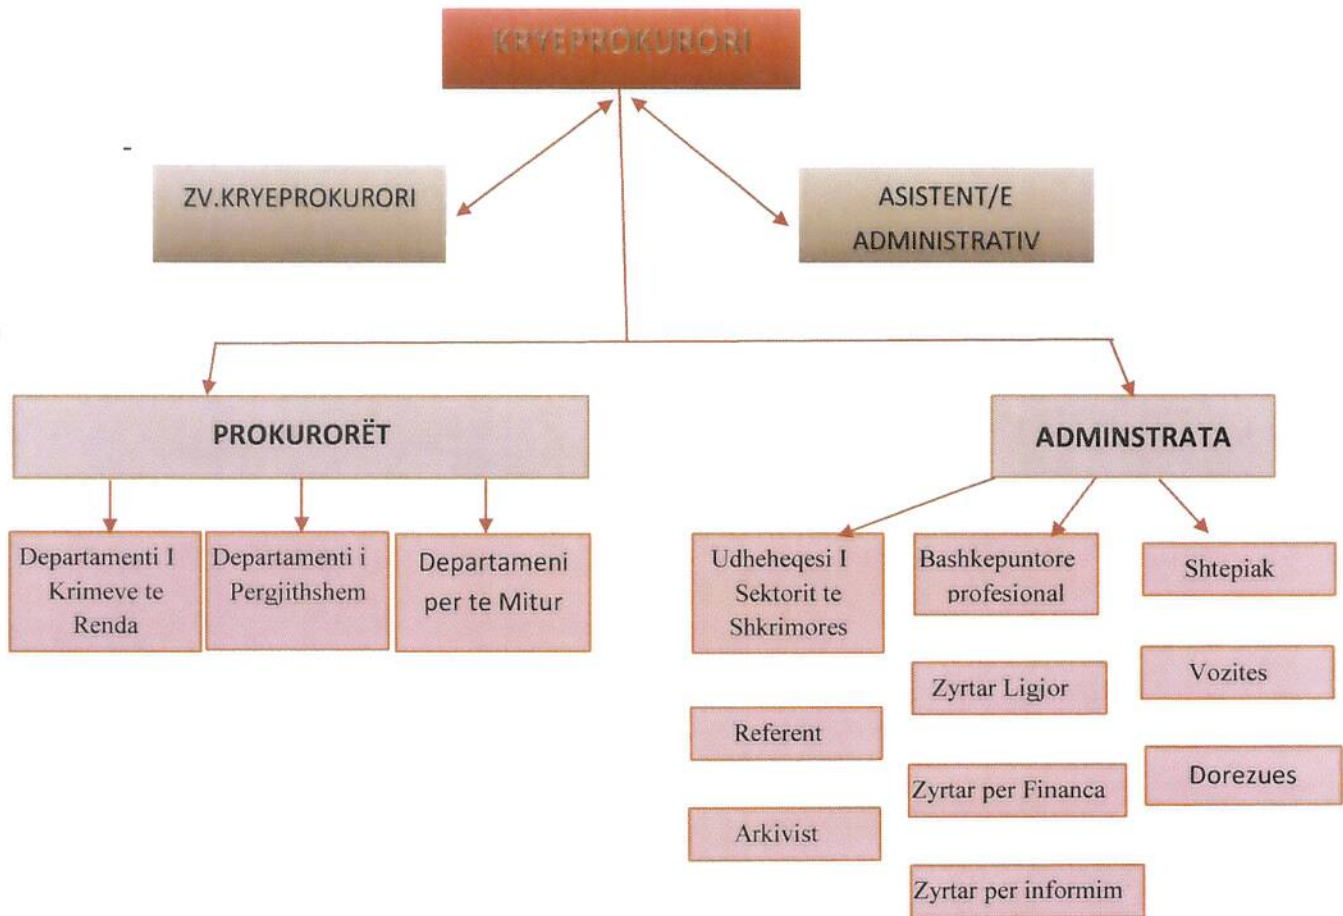 KRYEPROKURORI
ZV.KRYEPROKURORI
ASISTENT/E
ADMINISTRATIV
PROKURORËT
ADMINSTRATA
Departamenti I
Krimeve te
Renda
Departamenti i
Pergjithshem
Departameni
per te Mitur
Udheheqesi I
Sektorit te
Shkrimores
Referent
Arkivist
Bashkepuntore
profesional
Zyrtar Ligjor
Zyrtar per Financa
Zyrtar per informim
Shtepiak
Vozites
Dorezues